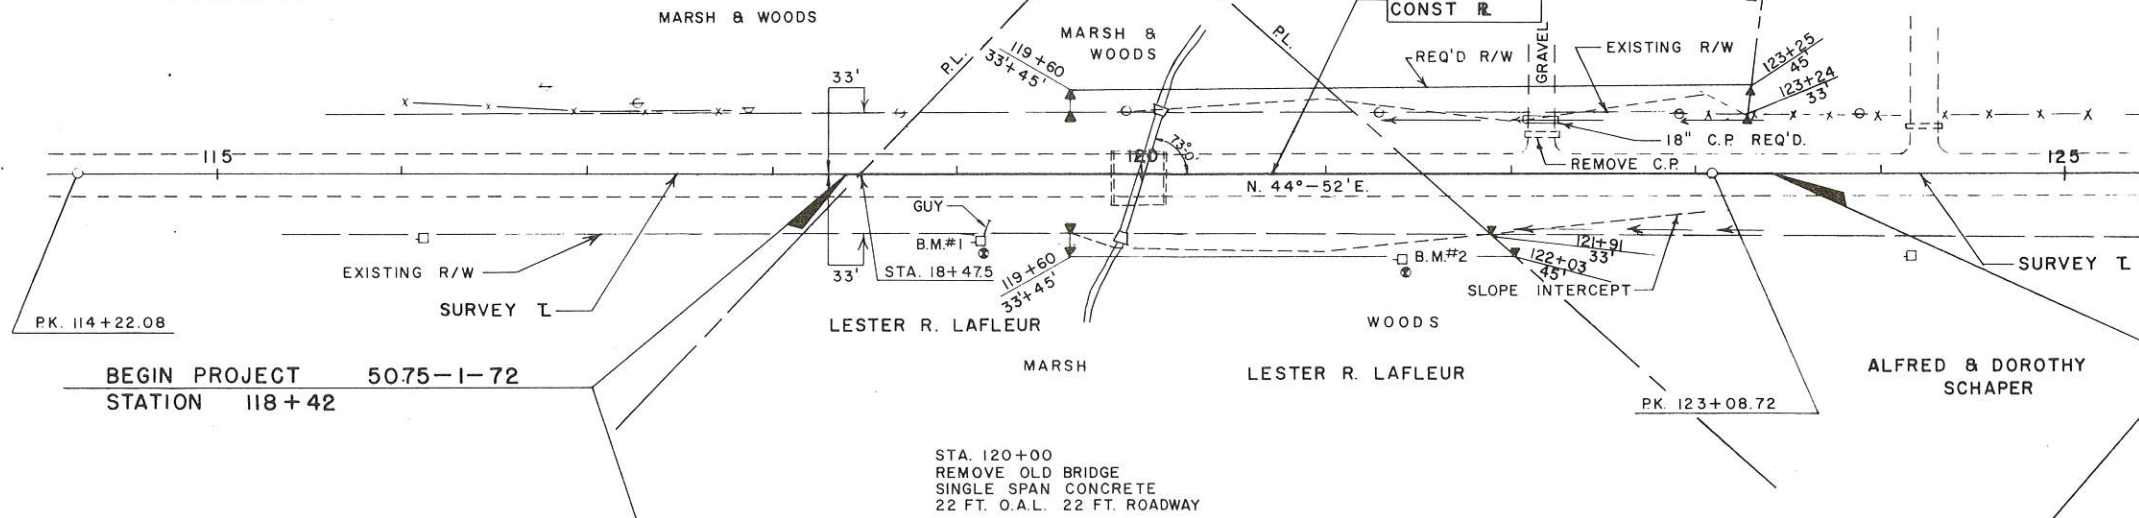 MARSH & WOODS
MARSH &
WOODS
CONST ℞
P.L.
P.L.
119+60
33'+45'
GRAVEL
REQ'D R/W
EXISTING R/W
123+25
45'
123+24
33'
33'
18" C.P. REQ'D.
REMOVE C.P.
73°0'
115
120
125
N. 44°-52'E.
GUY
B.M.#1
B.M.#2
121+91
33'
122+03
45'
EXISTING R/W
33'
STA. 18+47.5
119+60
33'+45'
SLOPE INTERCEPT
SURVEY
SURVEY
P.K. 114+22.08
LESTER R. LAFLEUR
WOODS
MARSH
LESTER R. LAFLEUR
ALFRED & DOROTHY
SCHAPER
BEGIN PROJECT 5075-1-72
STATION 118+42
P.K. 123+08.72
STA. 120+00
REMOVE OLD BRIDGE
SINGLE SPAN CONCRETE
22 FT. O.A.L. 22 FT. ROADWAY